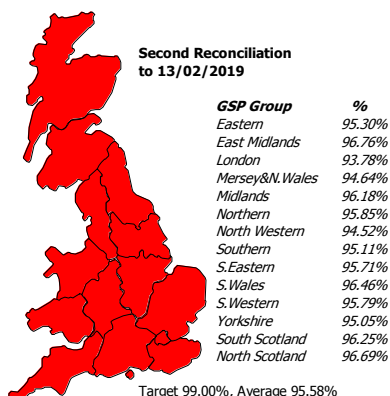 Second Reconciliation
to 13/02/2019
GSP Group %
Eastern 95.30%
East Midlands 96.76%
London 93.78%
Mersey&N.Wales 94.64%
Midlands 96.18%
Northern 95.85%
North Western 94.52%
Southern 95.11%
S.Eastern 95.71%
S.Wales 96.46%
S.Western 95.79%
Yorkshire 95.05%
South Scotland 96.25%
North Scotland 96.69%
Target 99.00%, Average 95.58%